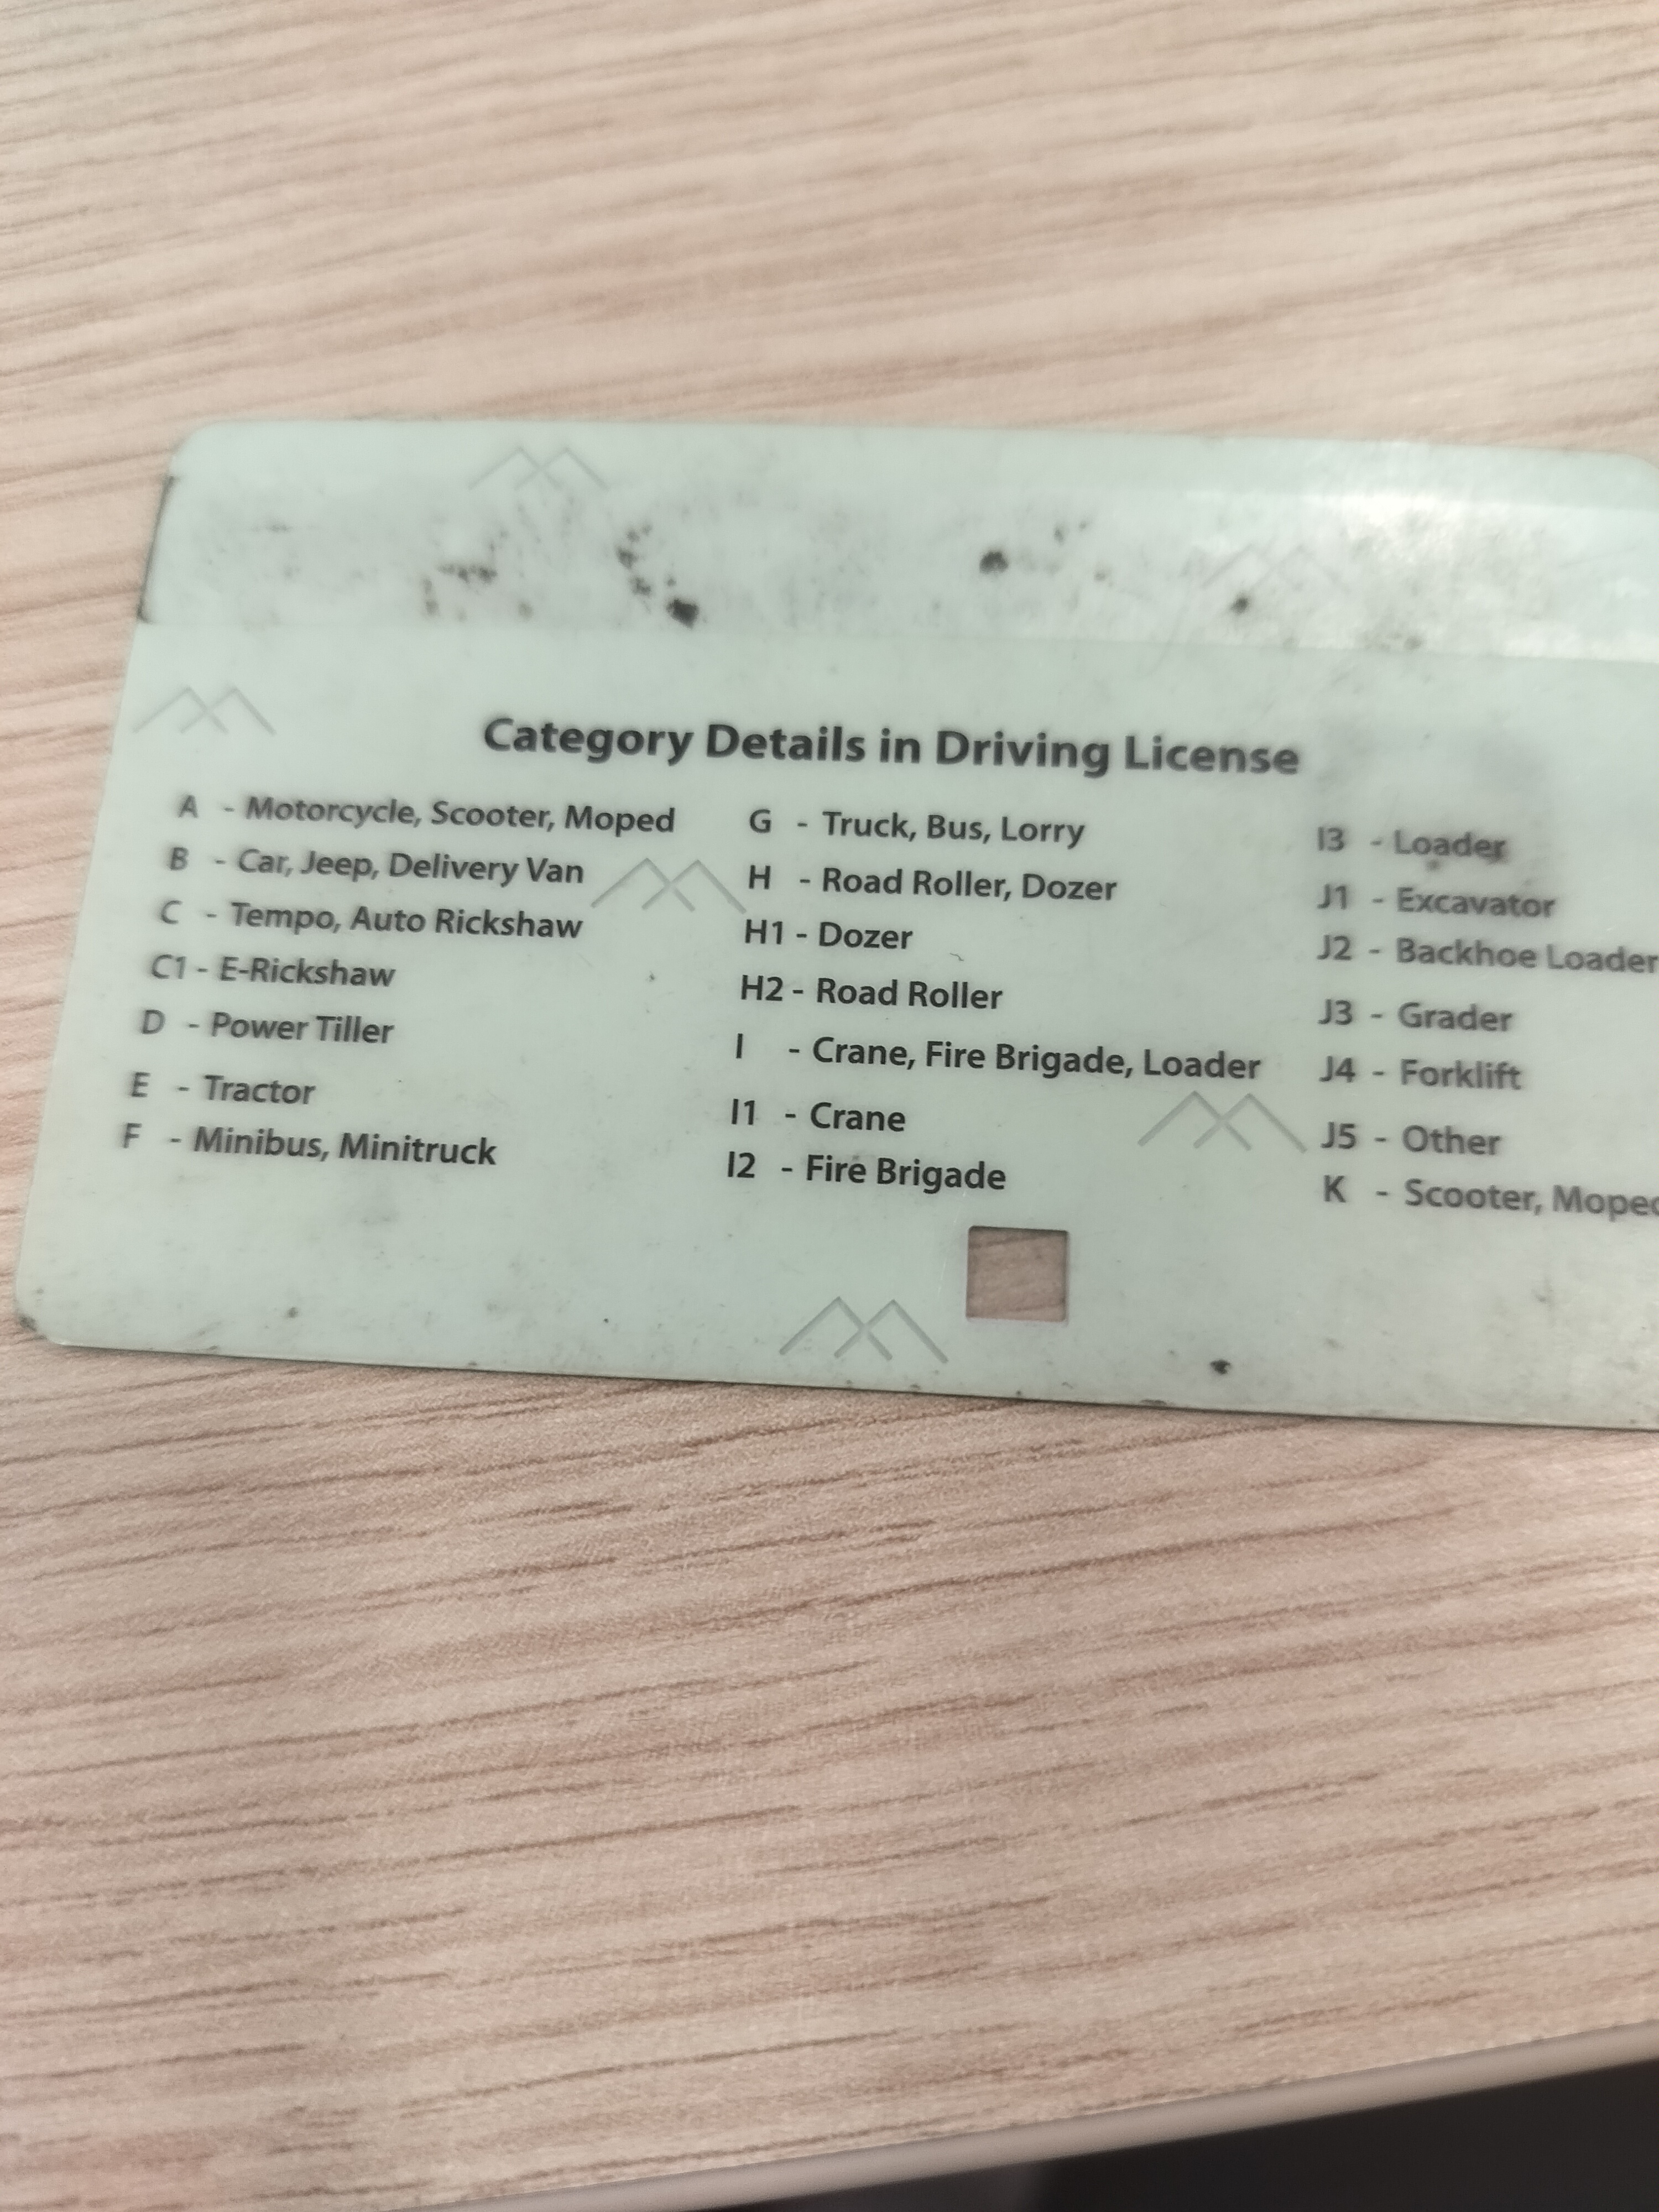 Category Details in Driving License
A - Motorcycle, Scooter, Moped
B - Car, Jeep, Delivery Van
C - Tempo, Auto Rickshaw
C1 - E-Rickshaw
D - Power Tiller
E - Tractor
F - Minibus, Minitruck
G - Truck, Bus, Lorry
H - Road Roller, Dozer
H1 - Dozer
H2 - Road Roller
I - Crane, Fire Brigade, Loader
I1 - Crane
I2 - Fire Brigade
I3 - Loader
J1 - Excavator
J2 - Backhoe Loader
J3 - Grader
J4 - Forklift
J5 - Other
K - Scooter, Moped